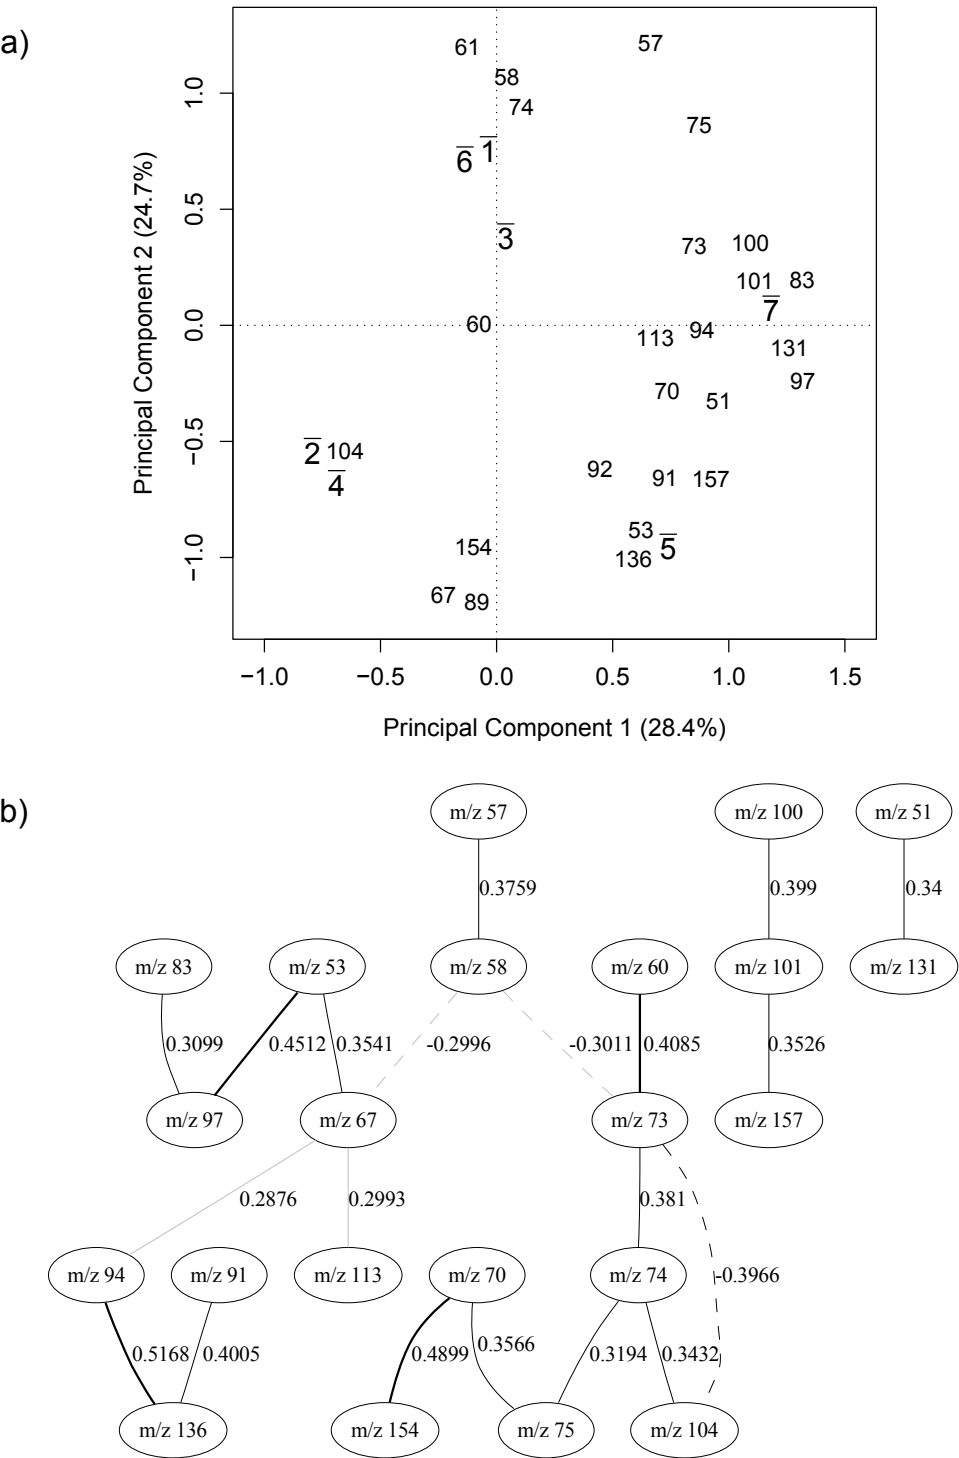 a)
61
57
58
74
75
1.0
6̅ 1̅
0.5
3̅
73 100
101 83
7̅
0.0
60
113 94
131
97
70
51
−0.5
2̅ 104
4̅
92
91 157
53
5̅
136
154
−1.0
67 89
Principal Component 2 (24.7%)
−1.0 −0.5 0.0 0.5 1.0 1.5
Principal Component 1 (28.4%)
b)
m/z 57 m/z 100 m/z 51
0.3759 0.399 0.34
m/z 83 m/z 53 m/z 58 m/z 60 m/z 101 m/z 131
0.3099 0.4512 0.3541 -0.2996 -0.3011 0.4085 0.3526
m/z 97 m/z 67 m/z 73 m/z 157
0.2876 0.2993 0.381
m/z 94 m/z 91 m/z 113 m/z 70 m/z 74 -0.3966
0.5168 0.4005 0.4899 0.3566 0.3194 0.3432
m/z 136 m/z 154 m/z 75 m/z 104